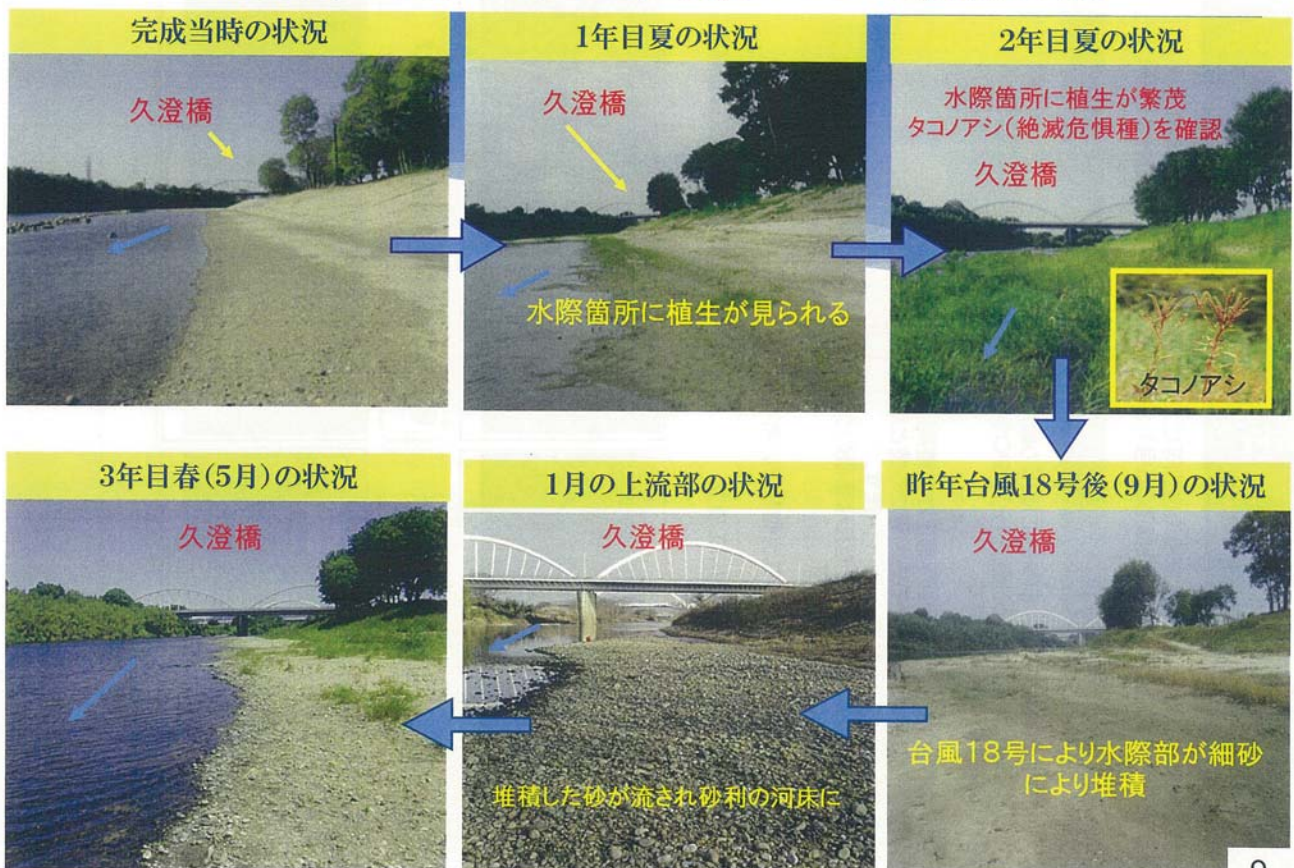 完成当時の状況
久澄橋
1年目夏の状況
久澄橋
水際箇所に植生が見られる
2年目夏の状況
水際箇所に植生が繁茂
タコノアシ(絶滅危惧種)を確認
久澄橋
タコノアシ
昨年台風18号後(9月)の状況
久澄橋
台風18号により水際部が細砂
により堆積
1月の上流部の状況
久澄橋
堆積した砂が流され砂利の河床に
3年目春(5月)の状況
久澄橋